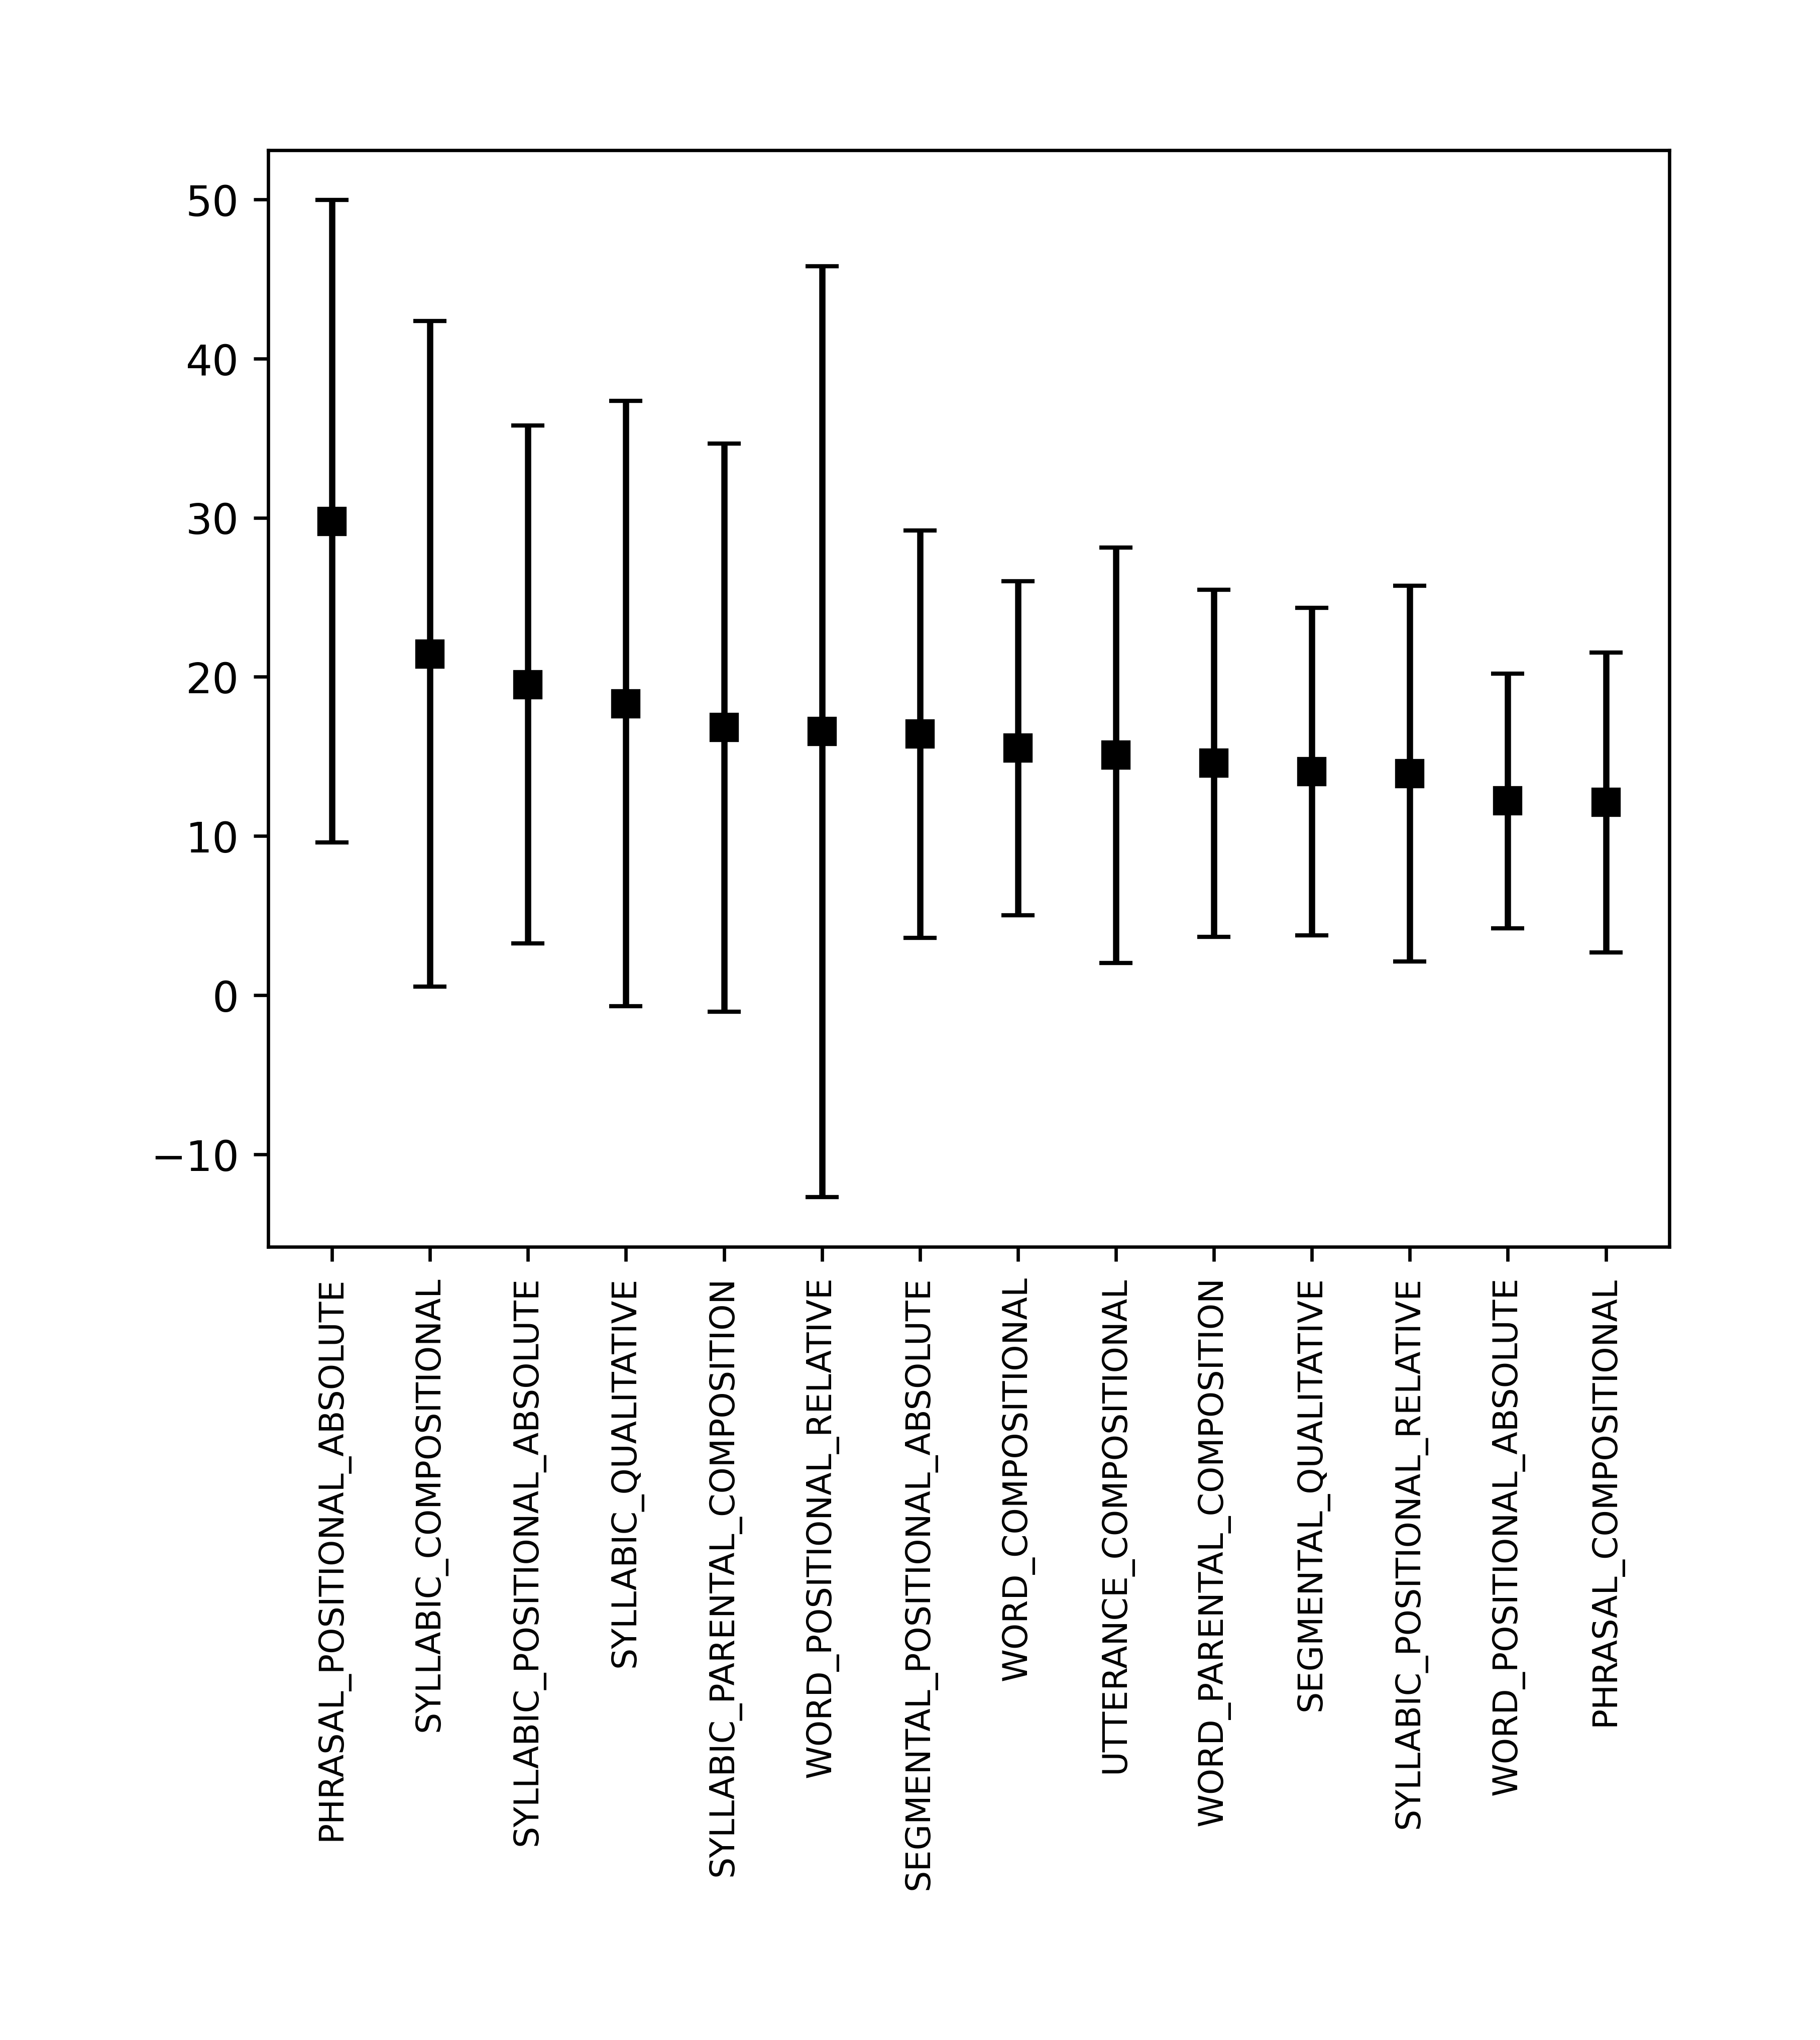 50
40
30
20
10
0
−10
PHRASAL_POSITIONAL_ABSOLUTE
SYLLABIC_COMPOSITIONAL
SYLLABIC_POSITIONAL_ABSOLUTE
SYLLABIC_QUALITATIVE
SYLLABIC_PARENTAL_COMPOSITION
WORD_POSITIONAL_RELATIVE
SEGMENTAL_POSITIONAL_ABSOLUTE
WORD_COMPOSITIONAL
UTTERANCE_COMPOSITIONAL
WORD_PARENTAL_COMPOSITION
SEGMENTAL_QUALITATIVE
SYLLABIC_POSITIONAL_RELATIVE
WORD_POSITIONAL_ABSOLUTE
PHRASAL_COMPOSITIONAL